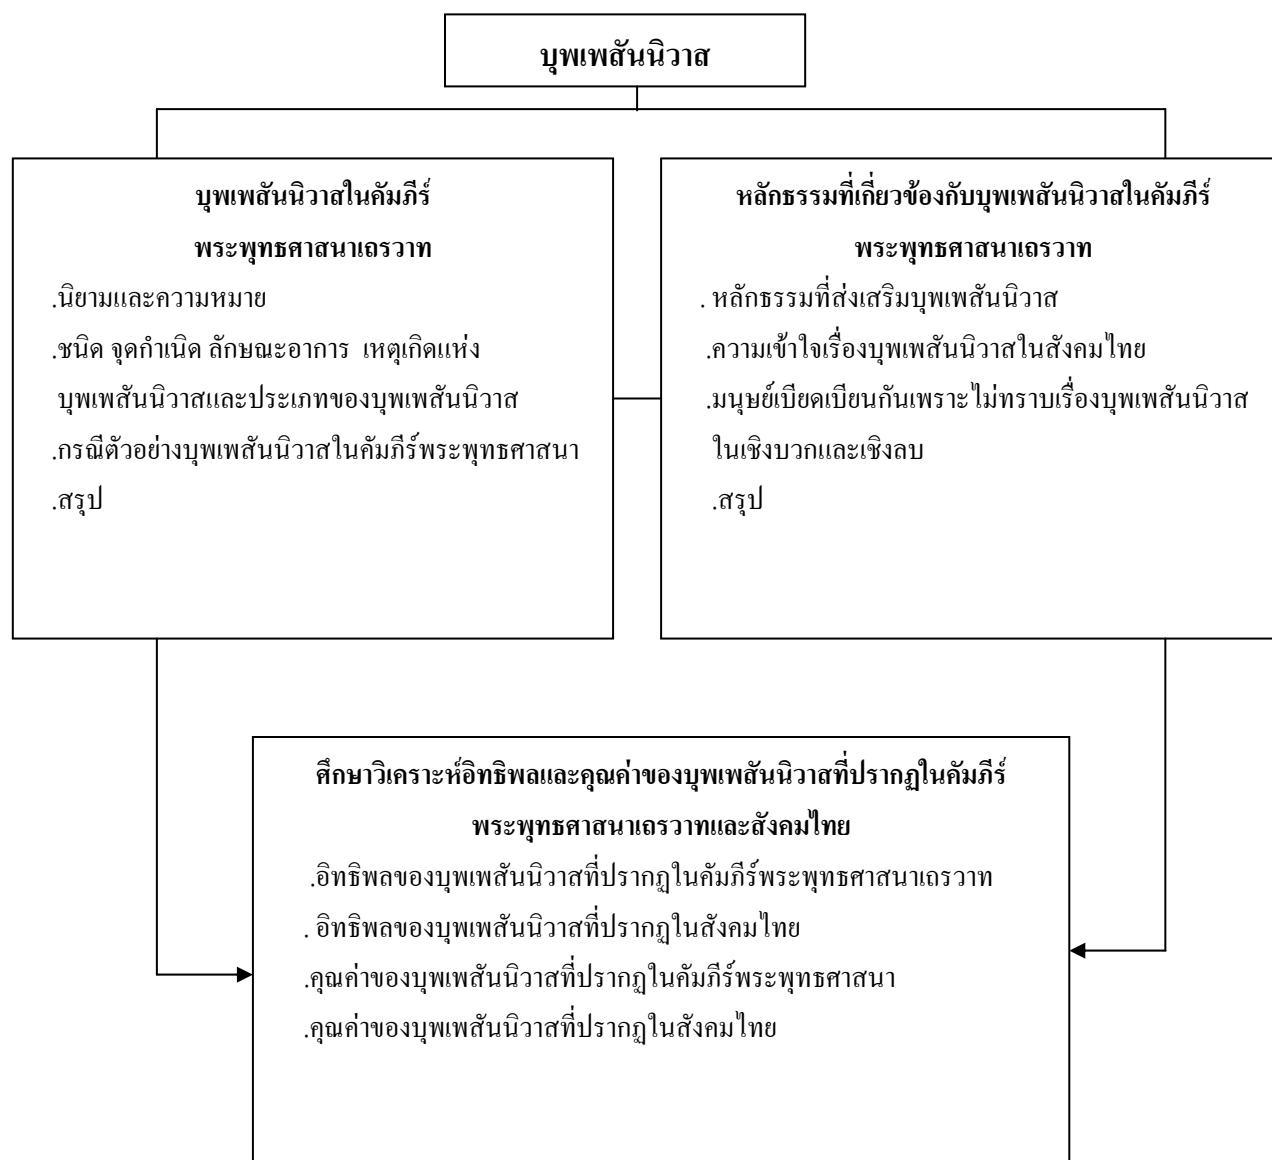 บุพเพสันนิวาส
บุพเพสันนิวาสในคัมภีร์
พระพุทธศาสนาเถรวาท
.นิยามและความหมาย
.ชนิด จุดกำเนิด ลักษณะอาการ เหตุเกิดแห่ง
บุพเพสันนิวาสและประเภทของบุพเพสันนิวาส
.กรณีตัวอย่างบุพเพสันนิวาสในคัมภีร์พระพุทธศาสนา
.สรุป
หลักธรรมที่เกี่ยวข้องกับบุพเพสันนิวาสในคัมภีร์
พระพุทธศาสนาเถรวาท
. หลักธรรมที่ส่งเสริมบุพเพสันนิวาส
.ความเข้าใจเรื่องบุพเพสันนิวาสในสังคมไทย
.มนุษย์เบียดเบียนกันเพราะไม่ทราบเรื่องบุพเพสันนิวาส
ในเชิงบวกและเชิงลบ
.สรุป
ศึกษาวิเคราะห์อิทธิพลและคุณค่าของบุพเพสันนิวาสที่ปรากฏในคัมภีร์
พระพุทธศาสนาเถรวาทและสังคมไทย
.อิทธิพลของบุพเพสันนิวาสที่ปรากฏในคัมภีร์พระพุทธศาสนาเถรวาท
. อิทธิพลของบุพเพสันนิวาสที่ปรากฏในสังคมไทย
.คุณค่าของบุพเพสันนิวาสที่ปรากฏในคัมภีร์พระพุทธศาสนา
.คุณค่าของบุพเพสันนิวาสที่ปรากฏในสังคมไทย